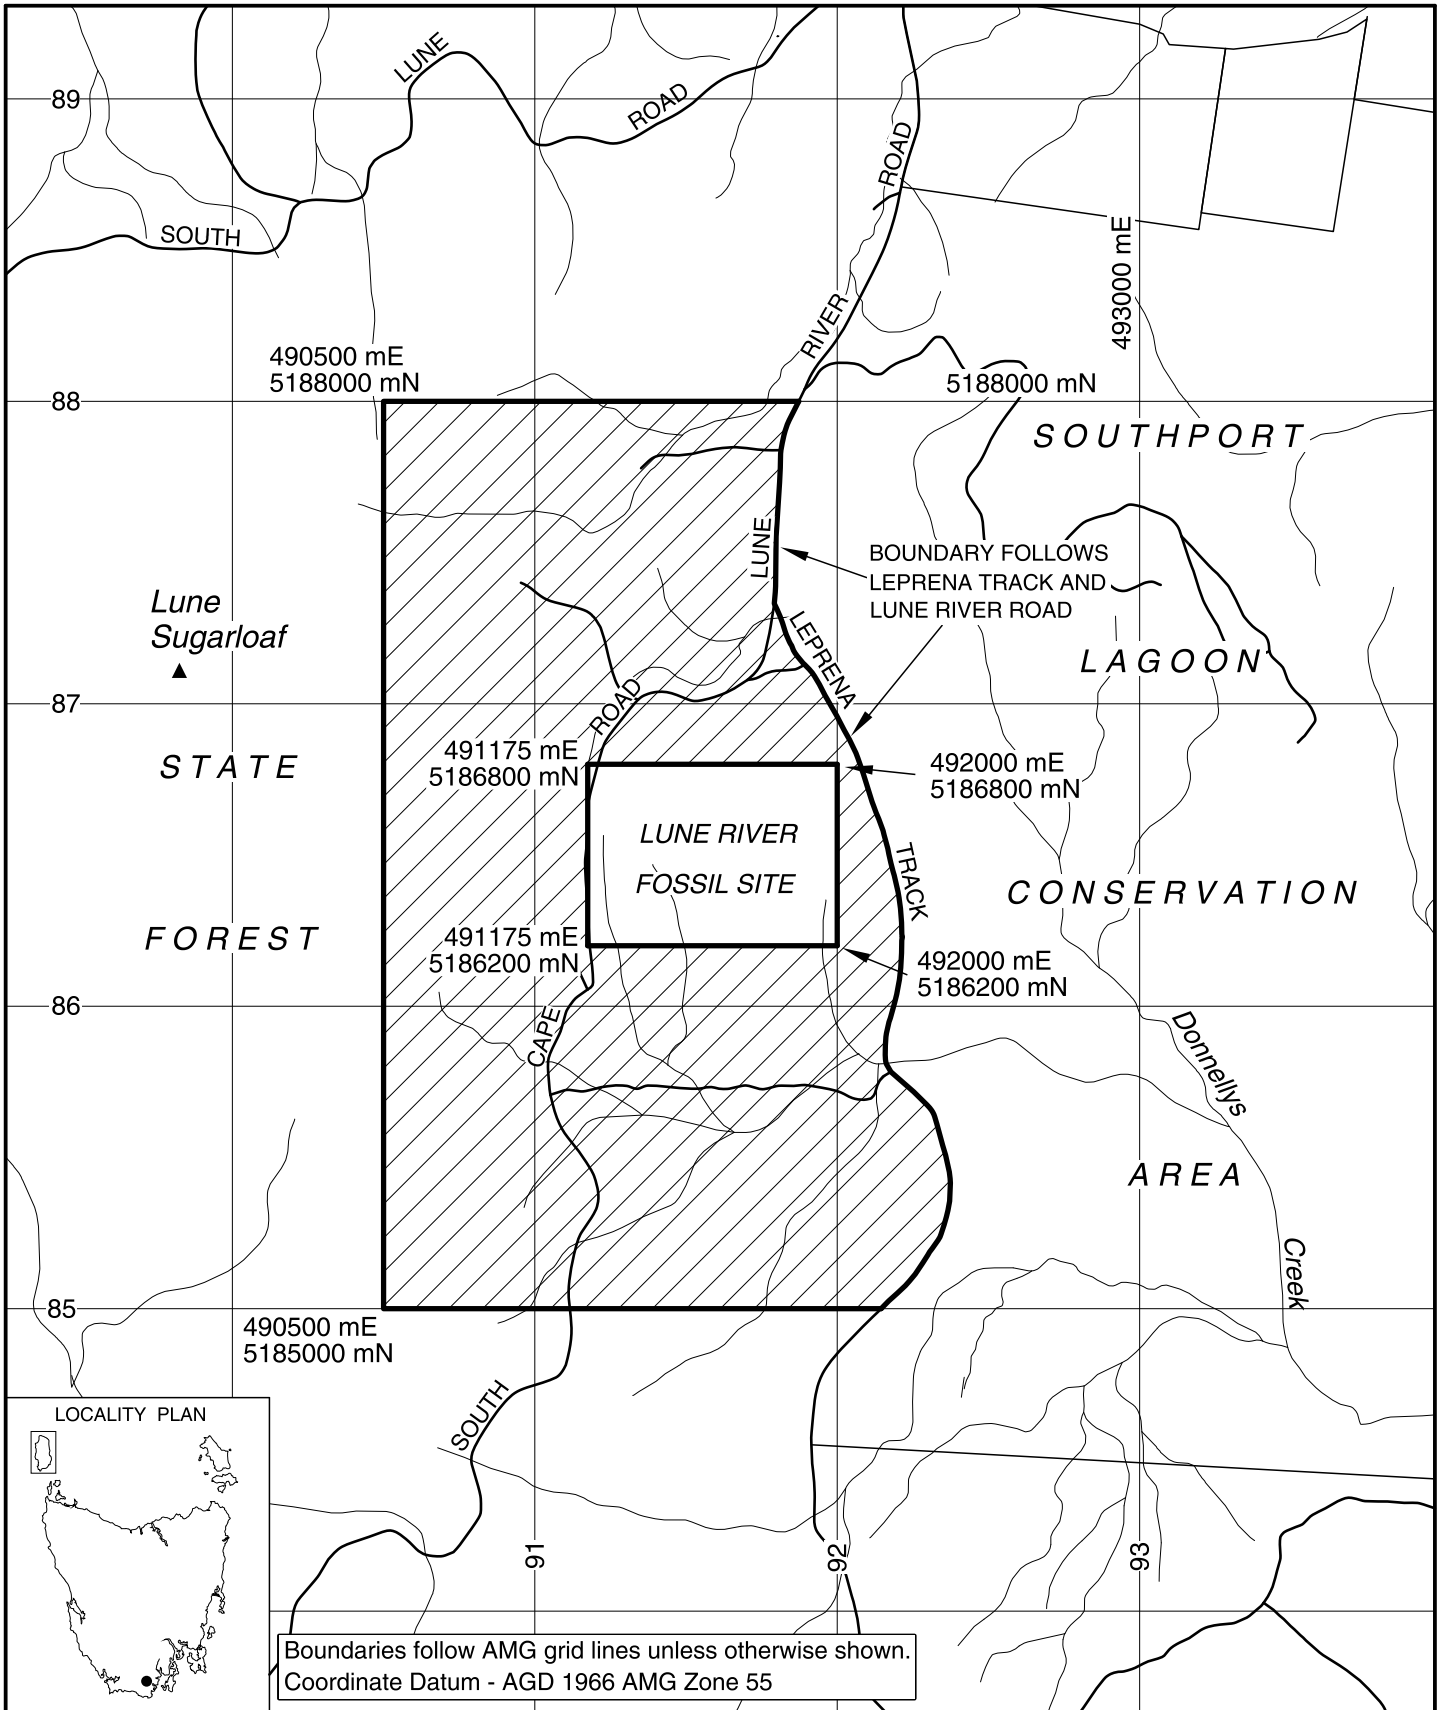 LUNE
ROAD
89
ROAD
SOUTH
493000 mE
RIVER
490500 mE
5188000 mN
5188000 mN
88
SOUTHPORT
LUNE
BOUNDARY FOLLOWS
LEPRENA TRACK AND
LUNE RIVER ROAD
Lune
Sugarloaf
LEPRENA
LAGOON
ROAD
87
491175 mE
5186800 mN
492000 mE
5186800 mN
STATE
LUNE RIVER
FOSSIL SITE
TRACK
CONSERVATION
FOREST
491175 mE
5186200 mN
492000 mE
5186200 mN
86
CAPE
Donnellys
AREA
Creek
85
490500 mE
5185000 mN
SOUTH
LOCALITY PLAN
91
92
93
Boundaries follow AMG grid lines unless otherwise shown.
Coordinate Datum - AGD 1966 AMG Zone 55